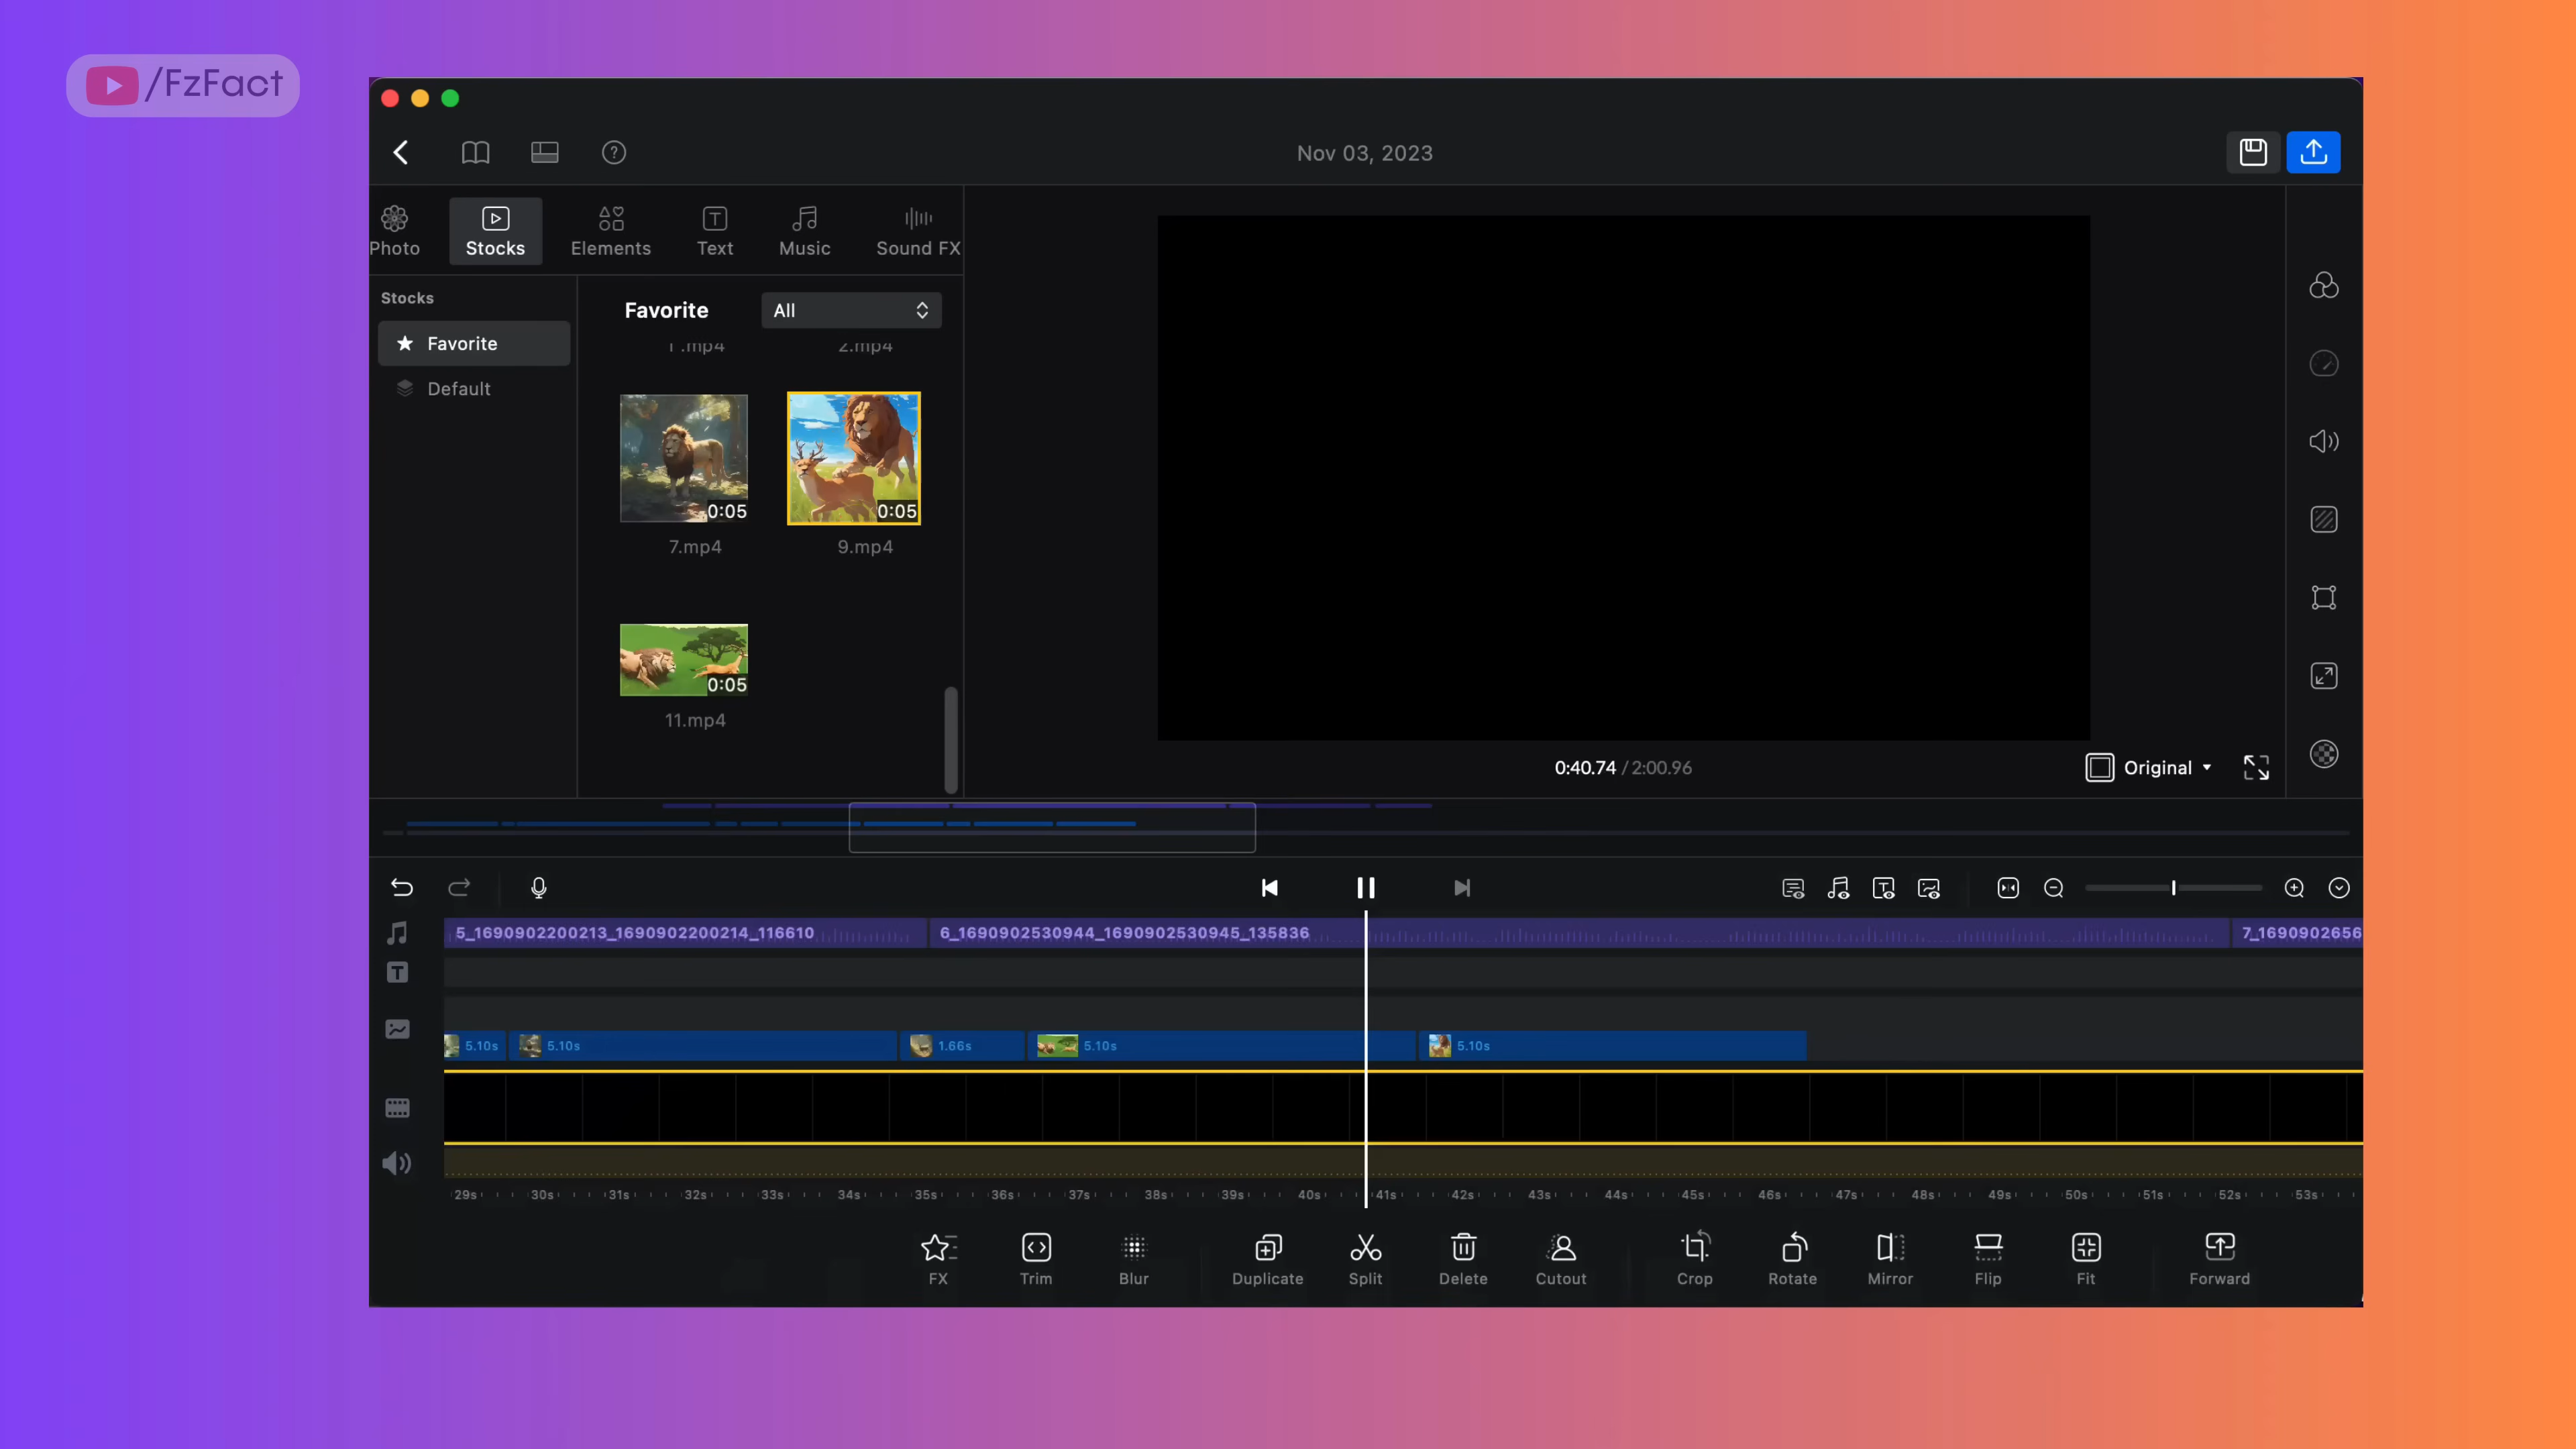 /FzFact
Nov 03, 2023
Photo
Stocks
Elements
Text
Music
Sound FX
Stocks
Favorite
Default
Favorite
All
1 .mp4
2.mp4
0:05
0:05
7.mp4
9.mp4
0:05
11.mp4
0:40.74 / 2:00.96
Original
5_1690902200213_1690902200214_116610
6_1690902530944_1690902530945_135836
7_1690902656
5.10s
5.10s
1.66s
5.10s
5.10s
29s 30s 31s 32s 33s 34s 35s 36s 37s 38s 39s 40s 41s 42s 43s 44s 45s 46s 47s 48s 49s 50s 51s 52s 53s
FX
Trim
Blur
Duplicate
Split
Delete
Cutout
Crop
Rotate
Mirror
Flip
Fit
Forward